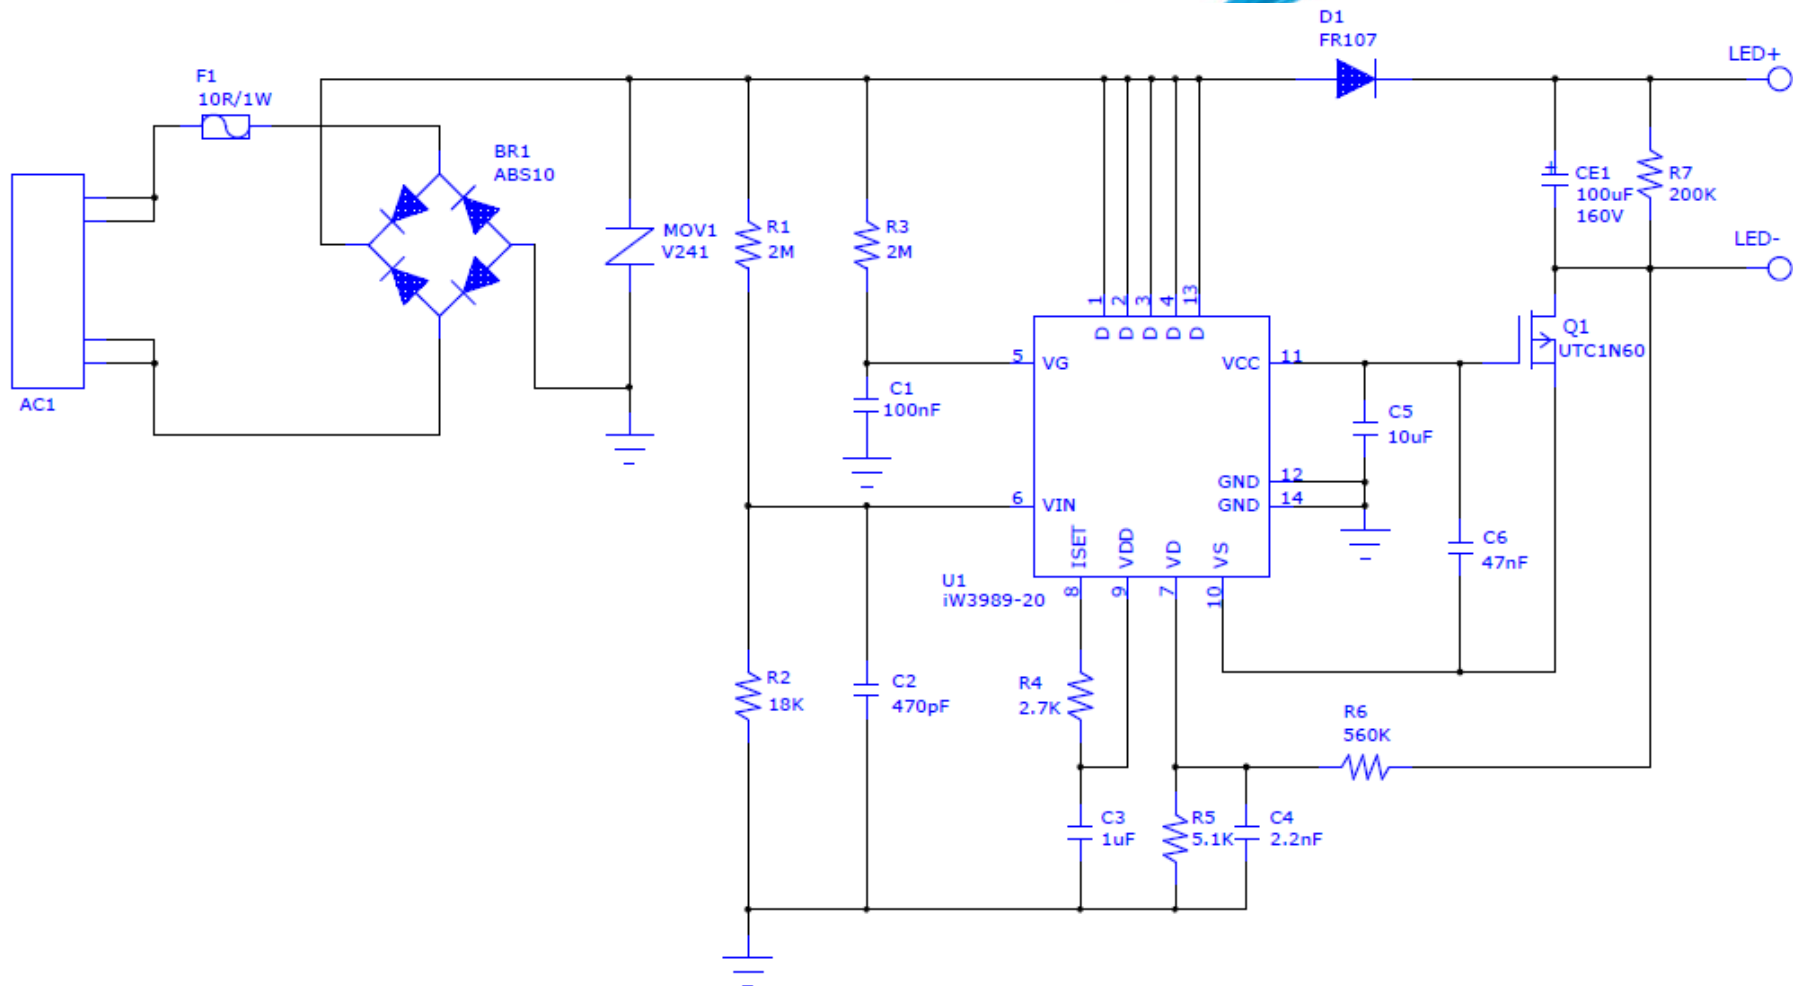 D1
FR107
LED+
F1
10R/1W
BR1
ABS10
+
CE1
100uF
160V
R7
200K
MOV1
V241
R1
2M
R3
2M
LED-
1
2
3
4
13
D
D
D
D
D
Q1
UTC1N60
5
VG
VCC
11
AC1
C1
100nF
C5
10uF
GND
12
6
VIN
GND
14
ISET
VDD
VD
VS
C6
47nF
U1
iW3989-20
8
9
7
10
R2
18K
C2
470pF
R4
2.7K
R6
560K
C3
1uF
R5
5.1K
C4
2.2nF